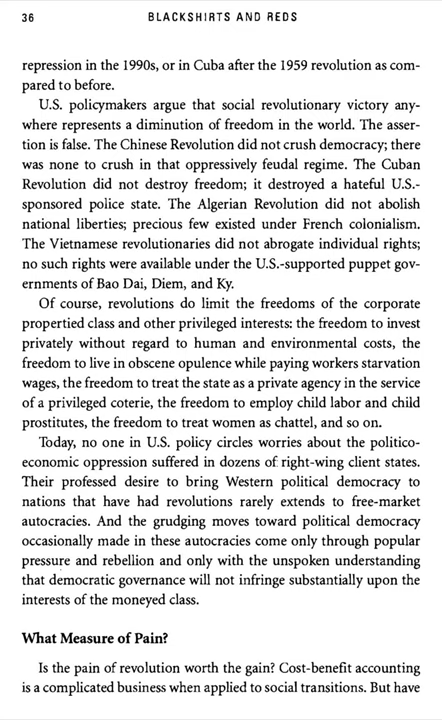 36
BLACKSHIRTS AND REDS
repression in the 1990s, or in Cuba after the 1959 revolution as com-
pared to before.
U.S. policymakers argue that social revolutionary victory any-
where represents a diminution of freedom in the world. The asser-
tion is false. The Chinese Revolution did not crush democracy; there
was none to crush in that oppressively feudal regime. The Cuban
Revolution did not destroy freedom; it destroyed a hateful U.S.-
sponsored police state. The Algerian Revolution did not abolish
national liberties; precious few existed under French colonialism.
The Vietnamese revolutionaries did not abrogate individual rights;
no such rights were available under the U.S.-supported puppet gov-
ernments of Bao Dai, Diem, and Ky.
Of course, revolutions do limit the freedoms of the corporate
propertied class and other privileged interests: the freedom to invest
privately without regard to human and environmental costs, the
freedom to live in obscene opulence while paying workers starvation
wages, the freedom to treat the state as a private agency in the service
of a privileged coterie, the freedom to employ child labor and child
prostitutes, the freedom to treat women as chattel, and so on.
Today, no one in U.S. policy circles worries about the politico-
economic oppression suffered in dozens of right-wing client states.
Their professed desire to bring Western political democracy to
nations that have had revolutions rarely extends to free-market
autocracies. And the grudging moves toward political democracy
occasionally made in these autocracies come only through popular
pressure and rebellion and only with the unspoken understanding
that democratic governance will not infringe substantially upon the
interests of the moneyed class.
What Measure of Pain?
Is the pain of revolution worth the gain? Cost-benefit accounting
is a complicated business when applied to social transitions. But have